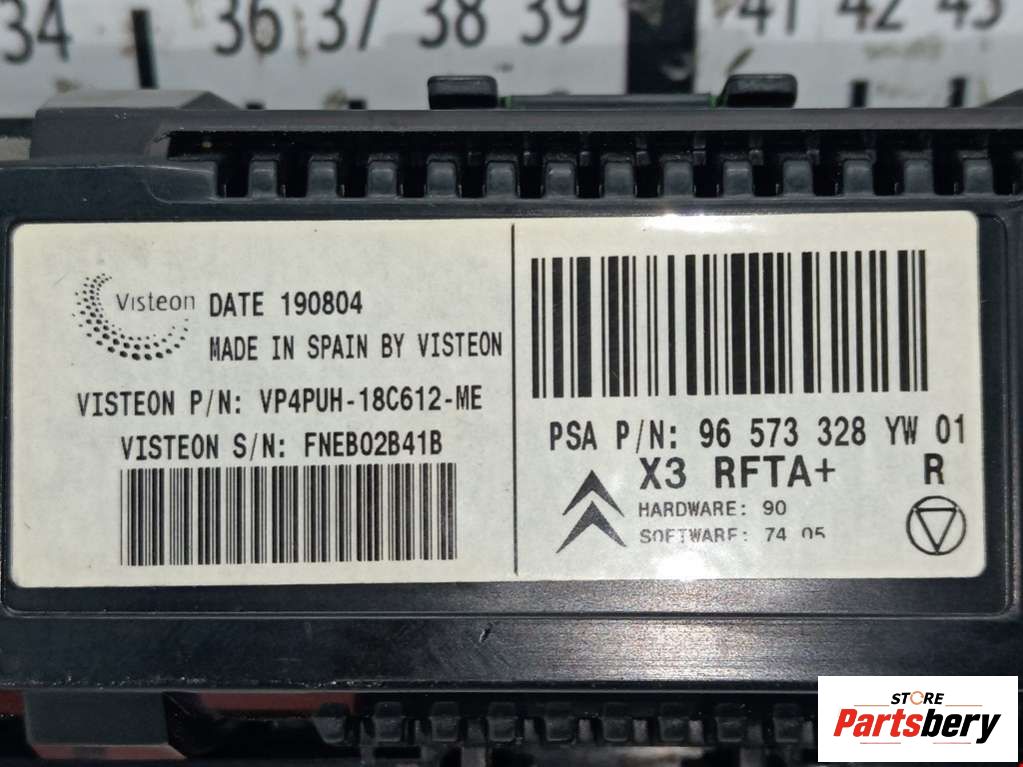 34 36 37 38 39 41 42 43
Visteon DATE 190804
MADE IN SPAIN BY VISTEON
VISTEON P/N: VP4PUH-18C612-ME
VISTEON S/N: FNEB02B41B
PSA P/N: 96 573 328 YW 01
X3 RFTA+ R
HARDWARE: 90
SOFTWARE: 74 05
STORE
Partsbery